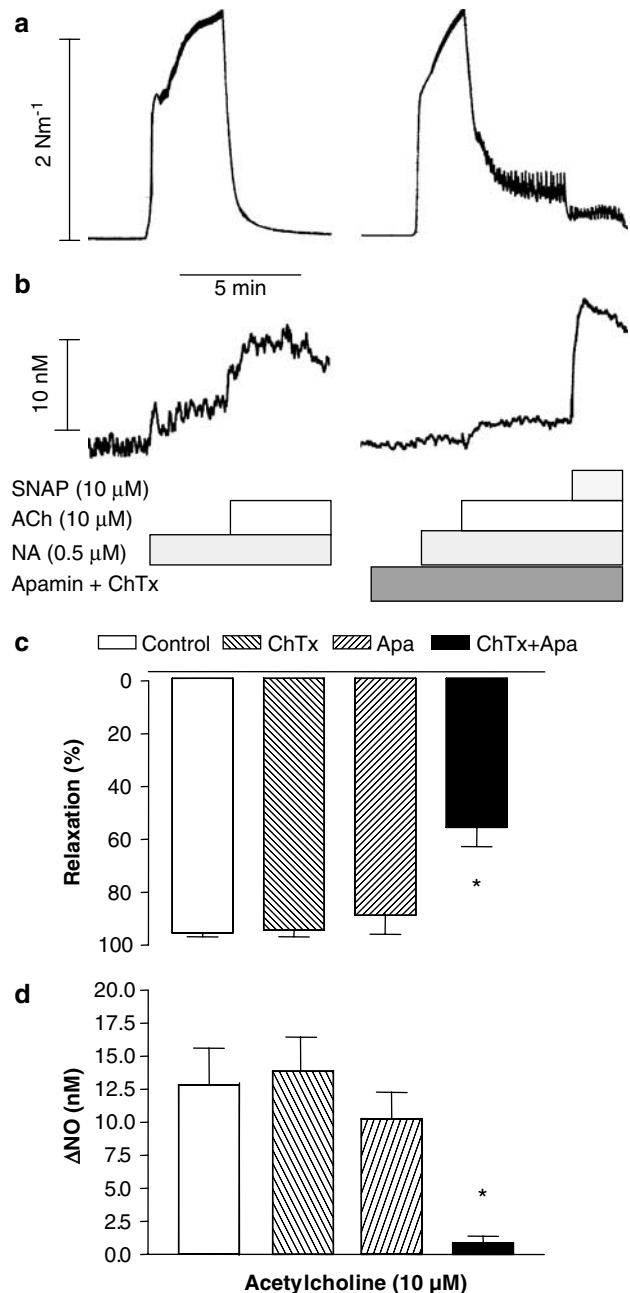 a
2 Nm-1
5 min
b
10 nM
SNAP (10 µM)
ACh (10 µM)
NA (0.5 µM)
Apamin + ChTx
c
Control ChTx Apa ChTx+Apa
Relaxation (%)
0
20
40
60
80
100
*
d
ΔNO (nM)
20.0
17.5
15.0
12.5
10.0
7.5
5.0
2.5
0.0
*
Acetylcholine (10 µM)